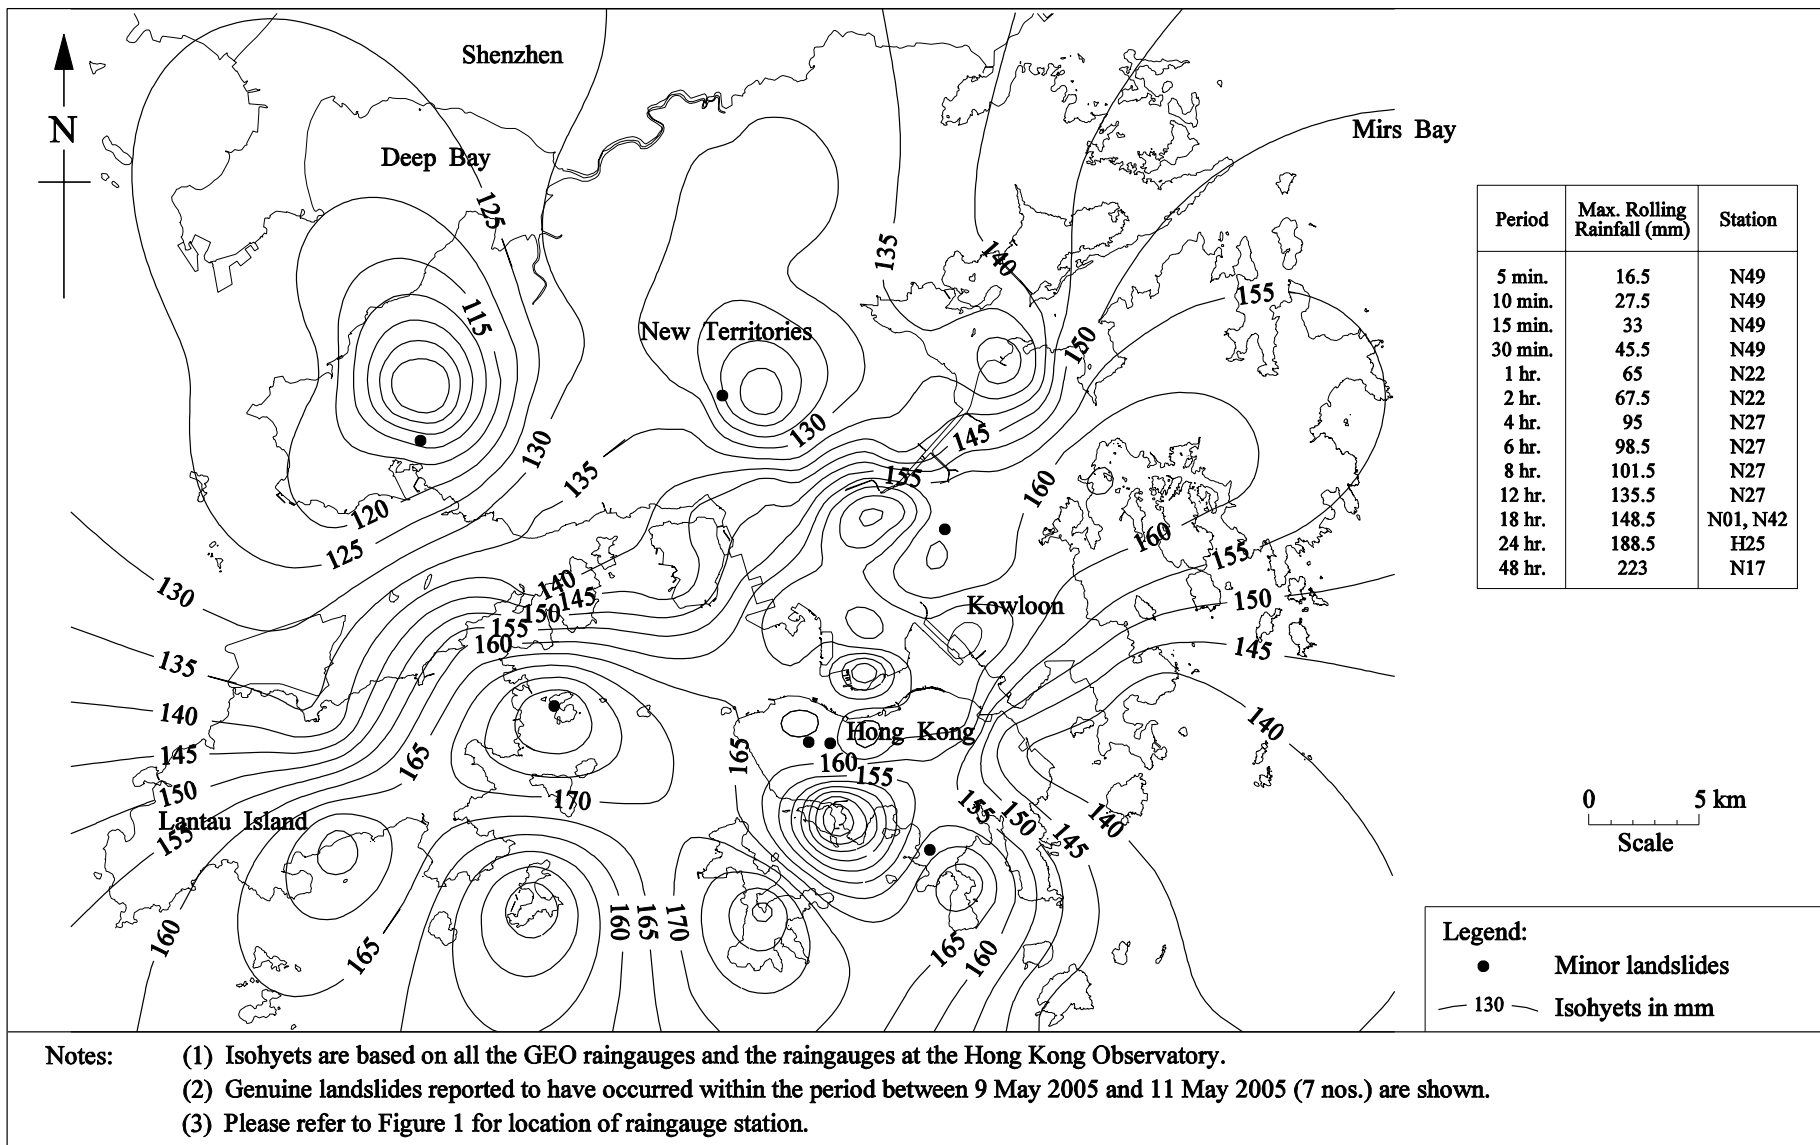 Shenzhen
N
Deep Bay
Mirs Bay
125
135
140
115
155
150
New Territories
130
130
145
135
155
160
120
125
160
155
130
140
145
150
155
160
Kowloon
150
145
135
140
145
150
155
140
Hong Kong
165
165
160
155
170
Lantau Island
155
150
145
140
160
165
160
165
170
165
160
Period Max. Rolling Rainfall (mm) Station
5 min. 16.5 N49
10 min. 27.5 N49
15 min. 33 N49
30 min. 45.5 N49
1 hr. 65 N22
2 hr. 67.5 N22
4 hr. 95 N27
6 hr. 98.5 N27
8 hr. 101.5 N27
12 hr. 135.5 N27
18 hr. 148.5 N01, N42
24 hr. 188.5 H25
48 hr. 223 N17
0 5 km
Scale
Legend:
Minor landslides
130 Isohyets in mm
Notes: (1) Isohyets are based on all the GEO raingauges and the raingauges at the Hong Kong Observatory.
(2) Genuine landslides reported to have occurred within the period between 9 May 2005 and 11 May 2005 (7 nos.) are shown.
(3) Please refer to Figure 1 for location of raingauge station.